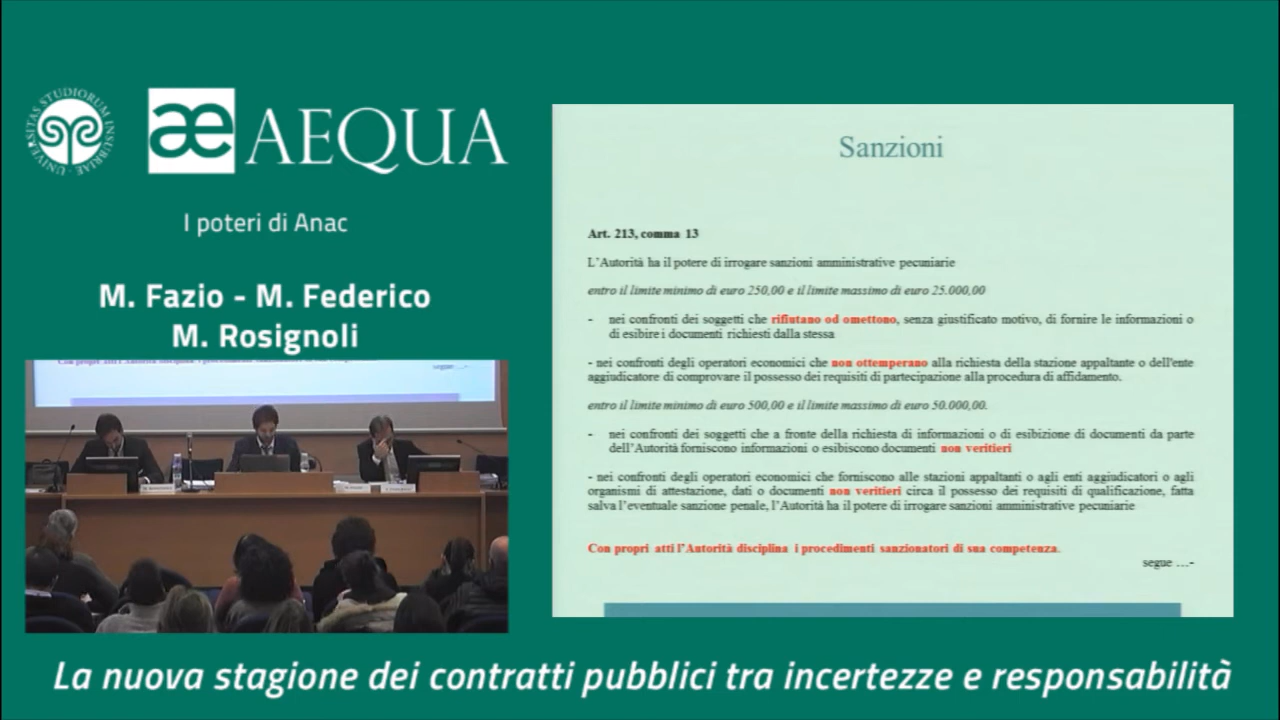 UNIVERSITAS STUDIORUM INSUBRIAE
æ AEQUA
I poteri di Anac
M. Fazio - M. Federico
M. Rosignoli
segue ...-
Sanzioni
Art. 213, comma 13
L'Autorità ha il potere di irrogare sanzioni amministrative pecuniarie
entro il limite minimo di euro 250,00 e il limite massimo di euro 25.000,00
- nei confronti dei soggetti che rifiutano od omettono, senza giustificato motivo, di fornire le informazioni o
di esibire i documenti richiesti dalla stessa
- nei confronti degli operatori economici che non ottemperano alla richiesta della stazione appaltante o dell'ente
aggiudicatore di comprovare il possesso dei requisiti di partecipazione alla procedura di affidamento.
entro il limite minimo di euro 500,00 e il limite massimo di euro 50.000,00.
- nei confronti dei soggetti che a fronte della richiesta di informazioni o di esibizione di documenti da parte
dell'Autorità forniscono informazioni o esibiscono documenti non veritieri
- nei confronti degli operatori economici che forniscono alle stazioni appaltanti o agli enti aggiudicatori o agli
organismi di attestazione, dati o documenti non veritieri circa il possesso dei requisiti di qualificazione, fatta
salva l'eventuale sanzione penale, l'Autorità ha il potere di irrogare sanzioni amministrative pecuniarie
Con propri atti l'Autorità disciplina i procedimenti sanzionatori di sua competenza.
segue ...-
La nuova stagione dei contratti pubblici tra incertezze e responsabilità